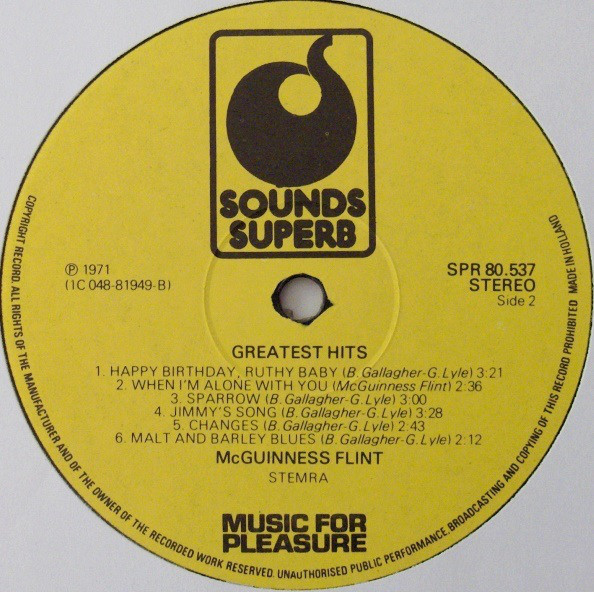 SOUNDS
SUPERB
℗ 1971
(1C 048-81949-B)
SPR 80.537
STEREO
Side 2
GREATEST HITS
1. HAPPY BIRTHDAY, RUTHY BABY (B.Gallagher-G.Lyle) 3:21
2. WHEN I'M ALONE WITH YOU (McGuinness Flint) 2:36
3. SPARROW (B.Gallagher-G.Lyle) 3:00
4. JIMMY'S SONG (B.Gallagher-G.Lyle) 3:28
5. CHANGES (B.Gallagher-G.Lyle) 2:43
6. MALT AND BARLEY BLUES (B.Gallagher-G.Lyle) 2:12
McGUINNESS FLINT
STEMRA
MUSIC FOR
PLEASURE
COPYRIGHT RECORD. ALL RIGHTS OF THE MANUFACTURER AND OF THE OWNER OF THE RECORDED WORK RESERVED. UNAUTHORISED PUBLIC PERFORMANCE, BROADCASTING AND COPYING OF THIS RECORD PROHIBITED MADE IN HOLLAND